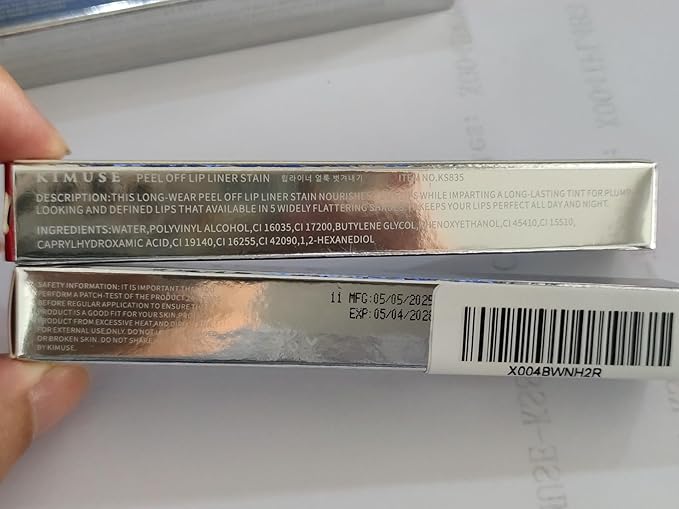 KIMUSE PEEL OFF LIP LINER STAIN 립라이너 얼룩 벗겨내기 ITEM NO.KS835
DESCRIPTION:THIS LONG-WEAR PEEL OFF LIP LINER STAIN NOURISHES WHILE IMPARTING A LONG-LASTING TINT FOR PLUMP
LOOKING AND DEFINED LIPS THAT AVAILABLE IN 5 WIDELY FLATTERING SHADES KEEPS YOUR LIPS PERFECT ALL DAY AND NIGHT.
INGREDIENTS:WATER,POLYVINYL ALCOHOL,CI 16035,CI 17200,BUTYLENE GLYCOL,PHENOXYETHANOL,CI 45410,CI 15510,
CAPRYLHYDROXAMIC ACID,CI 19140,CI 16255,CI 42090,1,2-HEXANEDIOL
SAFETY INFORMATION: IT IS IMPORTANT
PERFORM A PATCH-TEST OF THE PRODUCT
BEFORE REGULAR APPLICATION TO ENSURE
PRODUCT IS A GOOD FIT FOR YOUR SKIN.
PRODUCT FROM EXCESSIVE HEAT AND
FOR EXTERNAL USE ONLY. DO NOT
OR BROKEN SKIN. DO NOT SHARE
BY KIMUSE.
11 MFG:05/05/2025
EXP:05/04/2028
X004BWNH2R